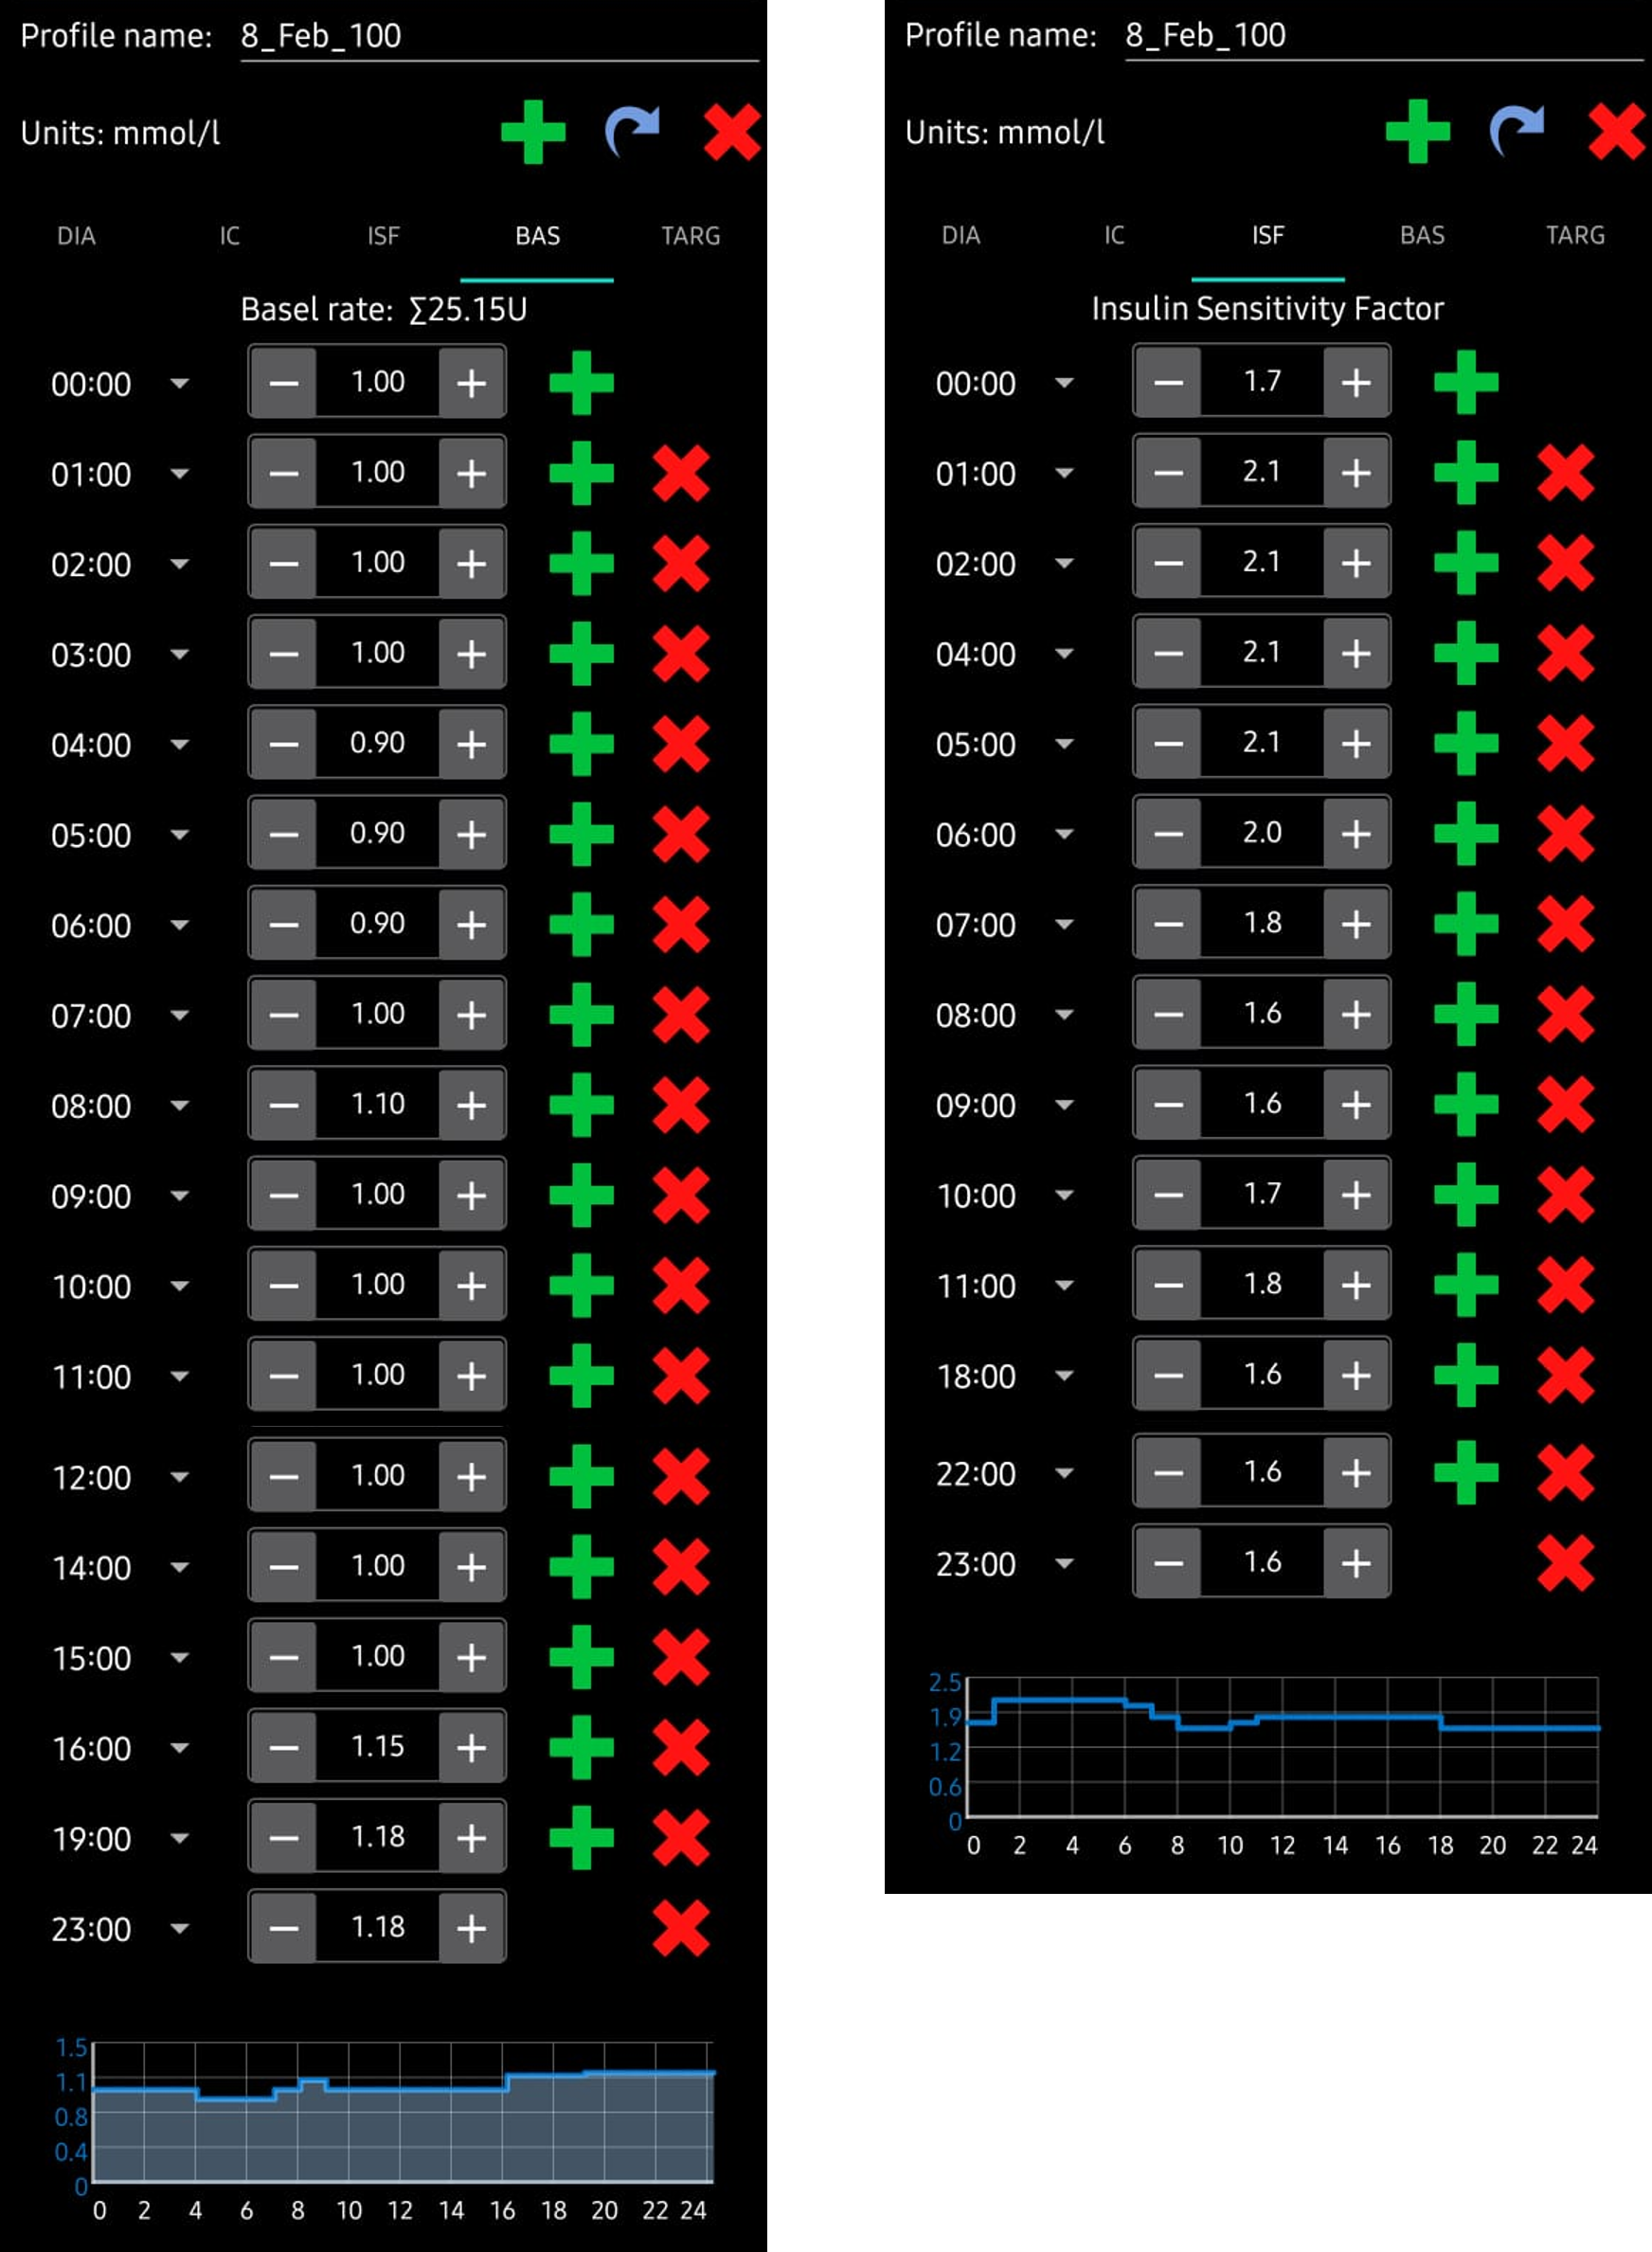 Profile name: 8_Feb_100
Units: mmol/l
DIA IC ISF BAS TARG
Basel rate: ∑25.15U
00:00 − 1.00 +
01:00 − 1.00 +
02:00 − 1.00 +
03:00 − 1.00 +
04:00 − 0.90 +
05:00 − 0.90 +
06:00 − 0.90 +
07:00 − 1.00 +
08:00 − 1.10 +
09:00 − 1.00 +
10:00 − 1.00 +
11:00 − 1.00 +
12:00 − 1.00 +
14:00 − 1.00 +
15:00 − 1.00 +
16:00 − 1.15 +
19:00 − 1.18 +
23:00 − 1.18 +
1.5
1.1
0.8
0.4
0
0 2 4 6 8 10 12 14 16 18 20 22 24
Profile name: 8_Feb_100
Units: mmol/l
DIA IC ISF BAS TARG
Insulin Sensitivity Factor
00:00 − 1.7 +
01:00 − 2.1 +
02:00 − 2.1 +
04:00 − 2.1 +
05:00 − 2.1 +
06:00 − 2.0 +
07:00 − 1.8 +
08:00 − 1.6 +
09:00 − 1.6 +
10:00 − 1.7 +
11:00 − 1.8 +
18:00 − 1.6 +
22:00 − 1.6 +
23:00 − 1.6 +
2.5
1.9
1.2
0.6
0
0 2 4 6 8 10 12 14 16 18 20 22 24